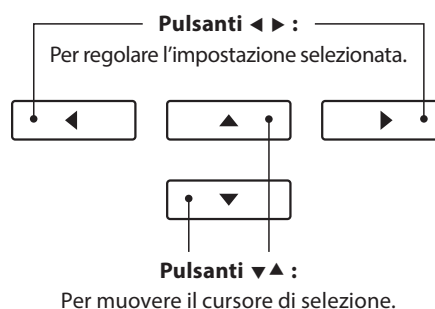 Pulsanti ◀ ▶ :
Per regolare l’impostazione selezionata.
Pulsanti ▼▲ :
Per muovere il cursore di selezione.